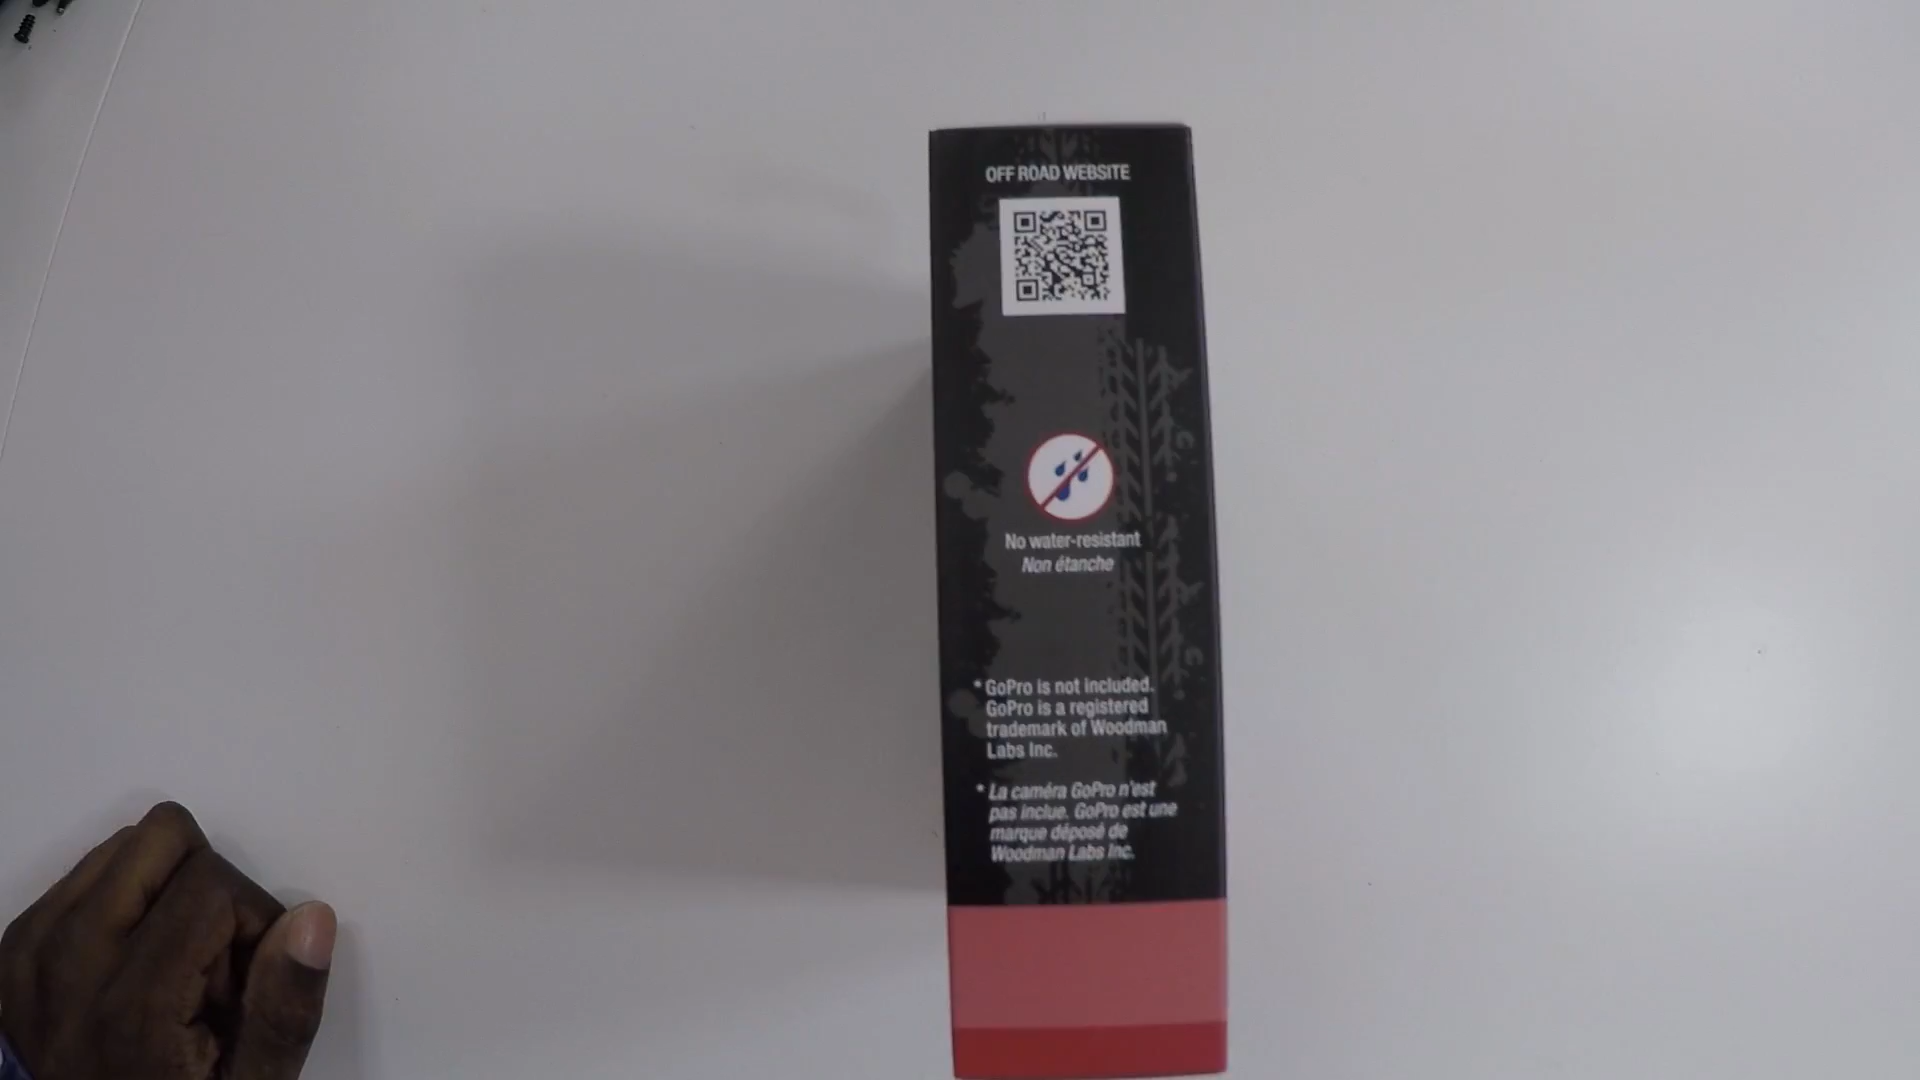 OFF ROAD WEBSITE
No water-resistant
Non étanche
* GoPro is not included.
GoPro is a registered
trademark of Woodman
Labs Inc.
* La caméra GoPro n'est
pas inclue. GoPro est une
marque déposé de
Woodman Labs Inc.